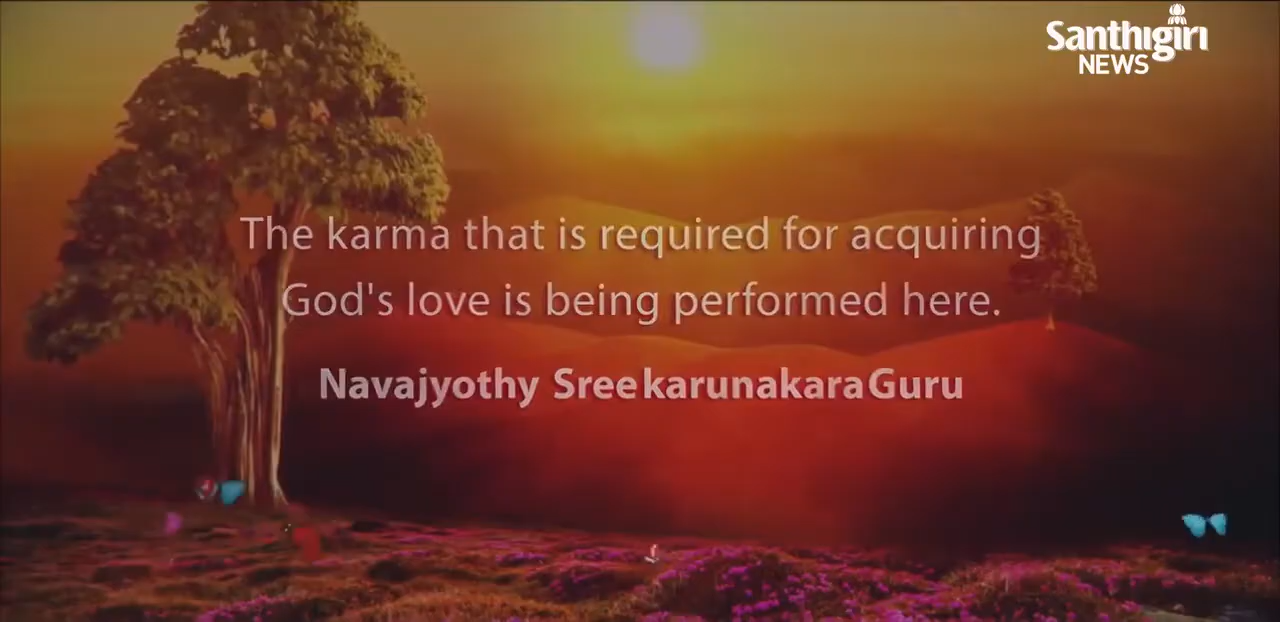 Santhigiri
NEWS
The karma that is required for acquiring
God's love is being performed here.
Navajyothy SreekarunakaraGuru